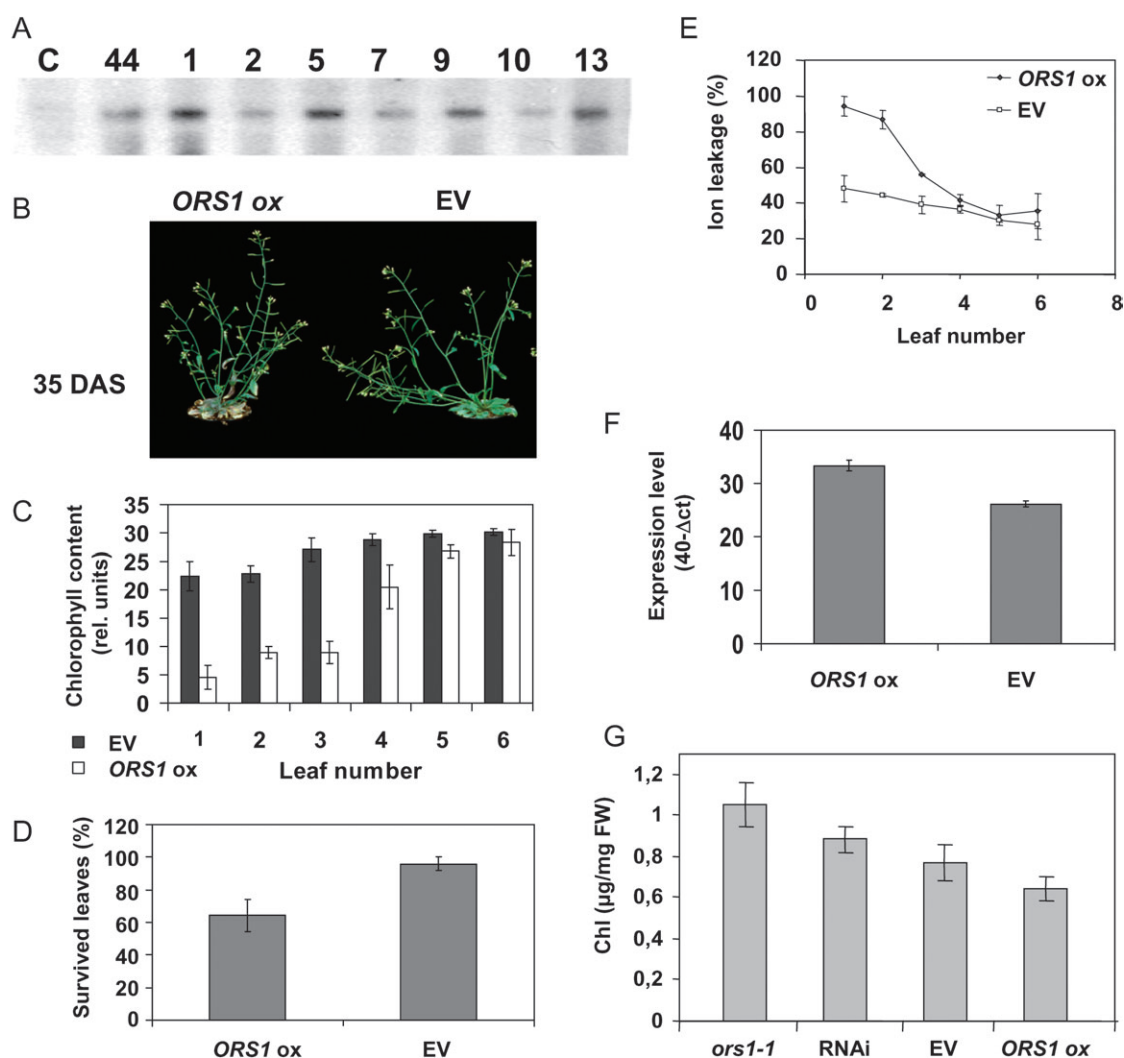 A
C 44 1 2 5 7 9 10 13
B
ORS1 ox EV
35 DAS
C
Chlorophyll content
(rel. units)
35
30
25
20
15
10
5
0
1 2 3 4 5 6
EV
ORS1 ox
Leaf number
D
Survived leaves (%)
120
100
80
60
40
20
0
ORS1 ox EV
E
Ion leakage (%)
120
100
80
60
40
20
0
0 2 4 6 8
Leaf number
ORS1 ox
EV
F
Expression level
(40-Δct)
40
30
20
10
0
ORS1 ox EV
G
Chl (µg/mg FW)
1,2
1
0,8
0,6
0,4
0,2
0
ors1-1 RNAi EV ORS1 ox